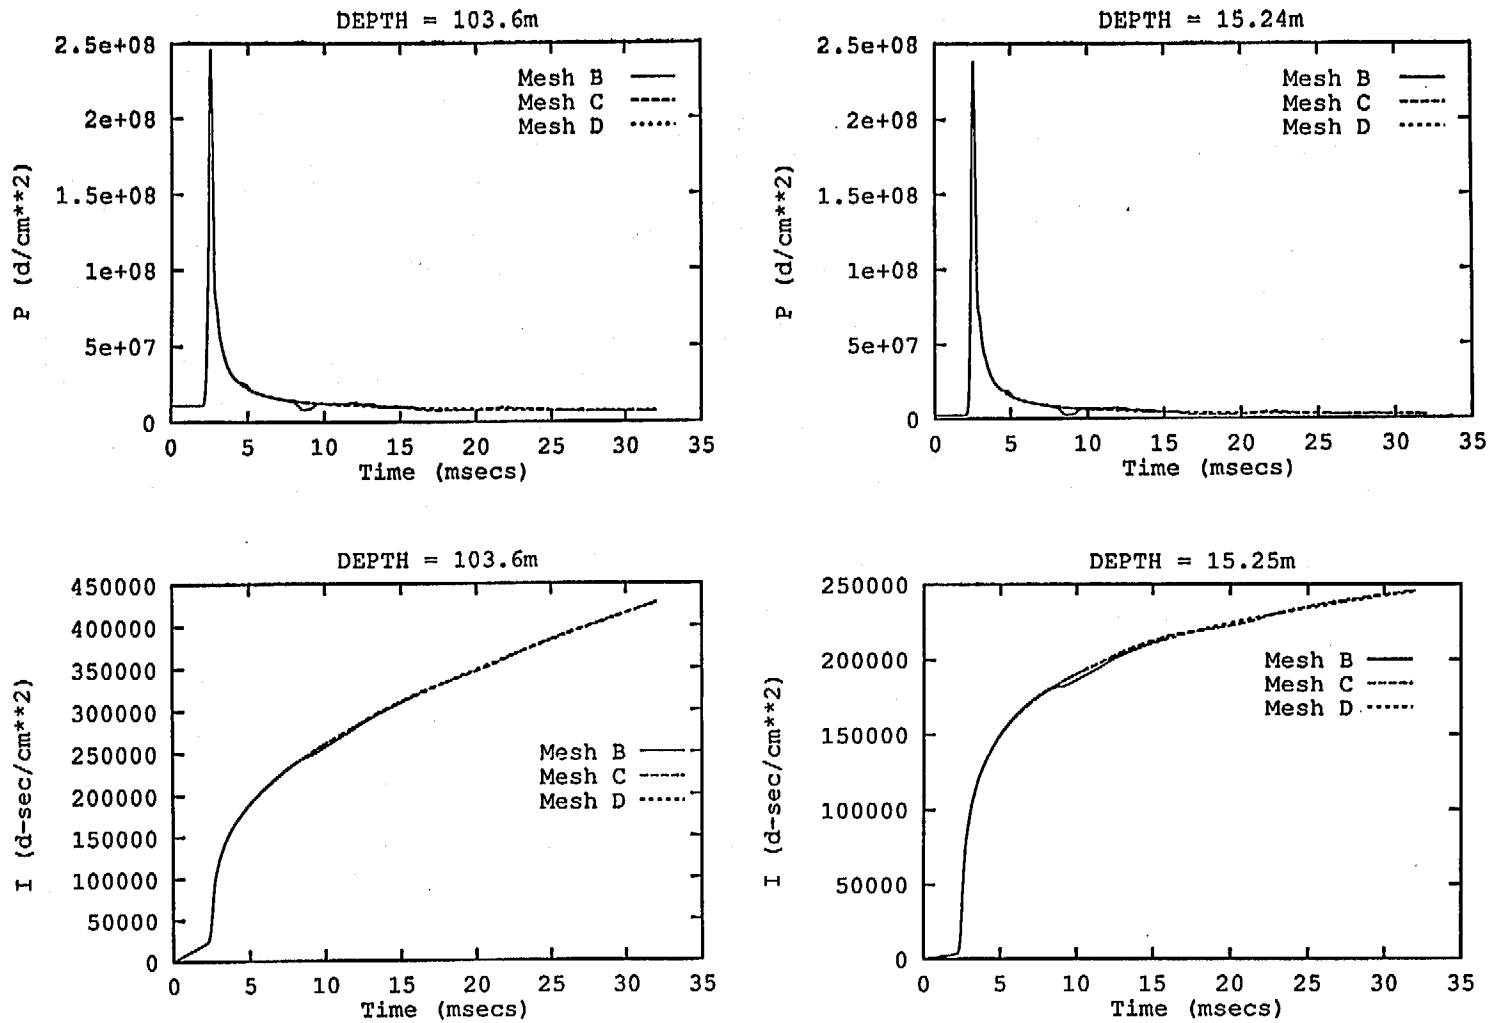 DEPTH = 103.6m
2.5e+08
2e+08
1.5e+08
1e+08
5e+07
0
P (d/cm**2)
Mesh B
Mesh C
Mesh D
0 5 10 15 20 25 30 35
Time (msecs)
DEPTH = 15.24m
2.5e+08
2e+08
1.5e+08
1e+08
5e+07
0
P (d/cm**2)
Mesh B
Mesh C
Mesh D
0 5 10 15 20 25 30 35
Time (msecs)
DEPTH = 103.6m
450000
400000
350000
300000
250000
200000
150000
100000
50000
0
I (d-sec/cm**2)
Mesh B
Mesh C
Mesh D
0 5 10 15 20 25 30 35
Time (msecs)
DEPTH = 15.25m
250000
200000
150000
100000
50000
0
I (d-sec/cm**2)
Mesh B
Mesh C
Mesh D
0 5 10 15 20 25 30 35
Time (msecs)